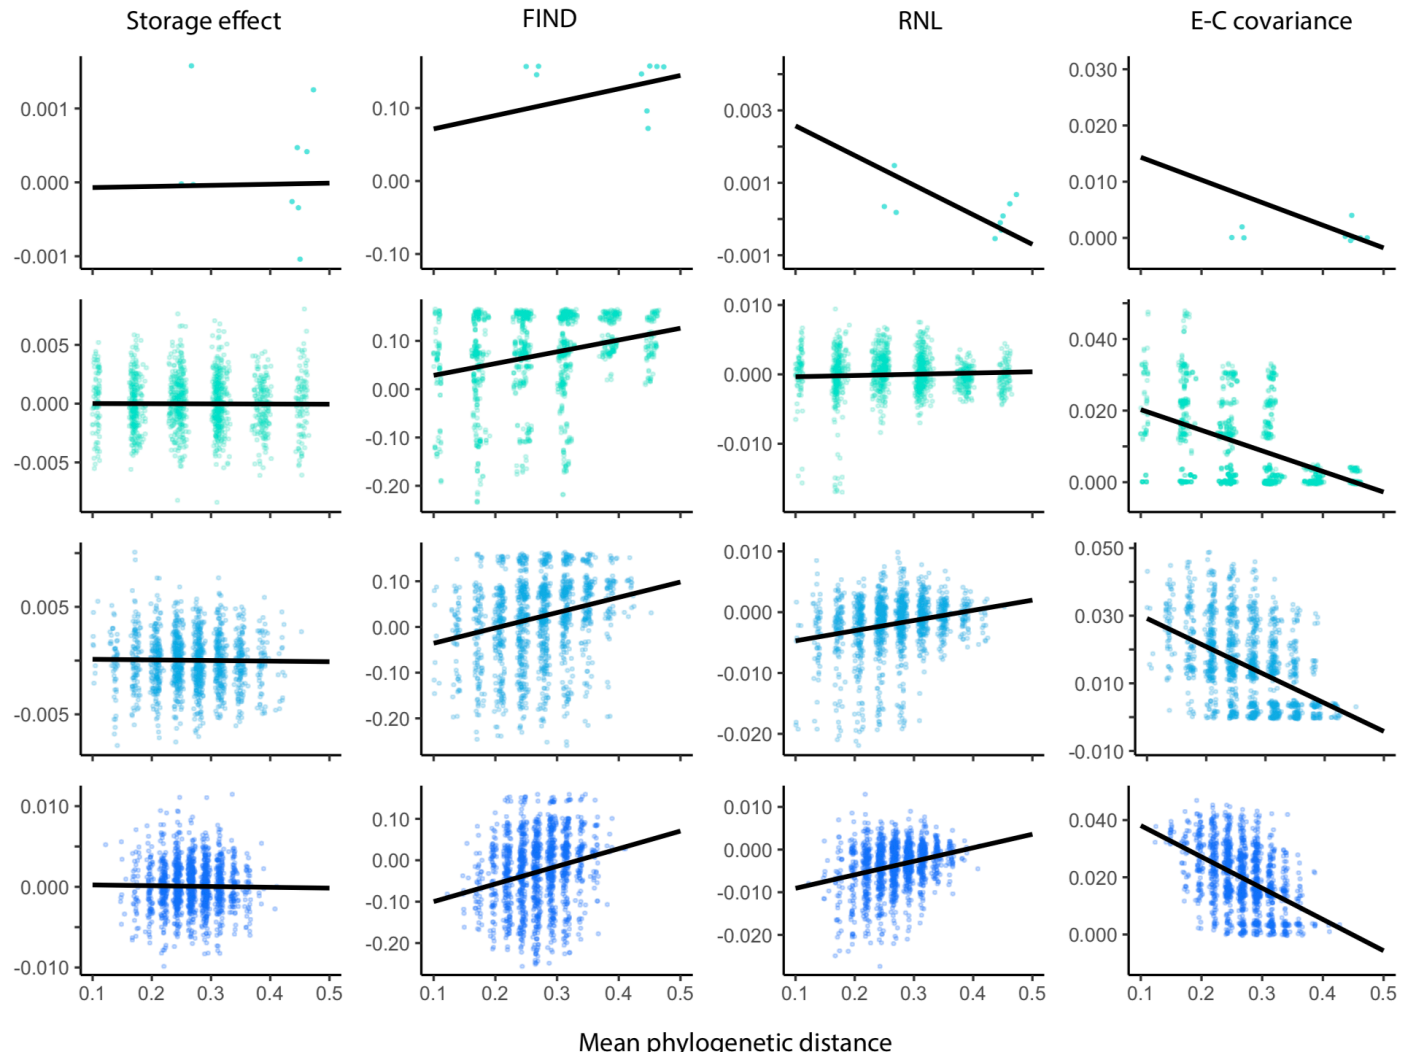 Storage effect FIND RNL E-C covariance
0.001 0.10 0.003 0.030
0.000 0.00 0.001 0.020
-0.001 -0.10 -0.001 0.010
0.000
0.005 0.10 0.010 0.040
0.000 0.00 0.000 0.020
-0.005 -0.10 -0.010 0.000
-0.20
0.005 0.10 0.010 0.050
-0.005 0.00 0.000 0.030
-0.10 -0.010 0.010
-0.20 -0.020 -0.010
0.010 0.10 0.010 0.040
0.000 0.00 0.000 0.020
-0.010 -0.10 -0.010 0.000
-0.20 -0.020
0.1 0.2 0.3 0.4 0.5 0.1 0.2 0.3 0.4 0.5 0.1 0.2 0.3 0.4 0.5 0.1 0.2 0.3 0.4 0.5
Mean phylogenetic distance